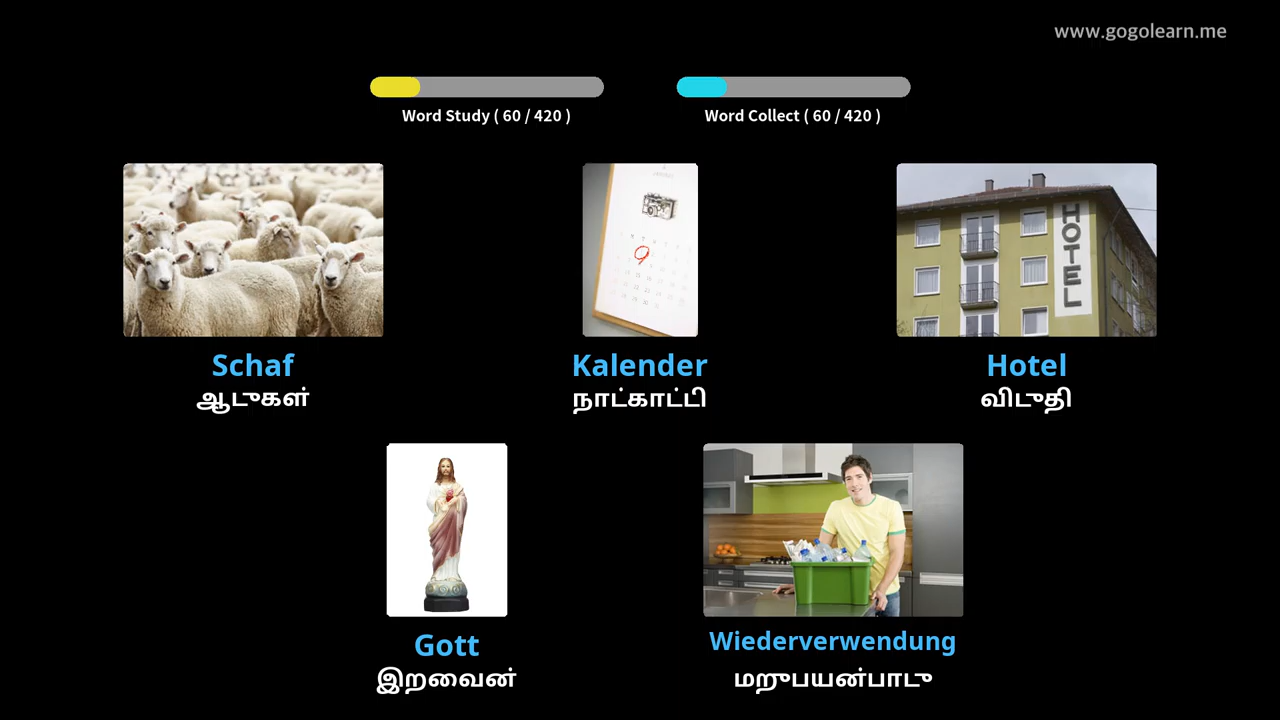 www.gogolearn.me
Word Study ( 60 / 420 )
Word Collect ( 60 / 420 )
HOTEL
Schaf
ஆடுகள்
Kalender
நாட்காட்டி
Hotel
விடுதி
Gott
இறைவன்
Wiederverwendung
மறுபயன்பாடு